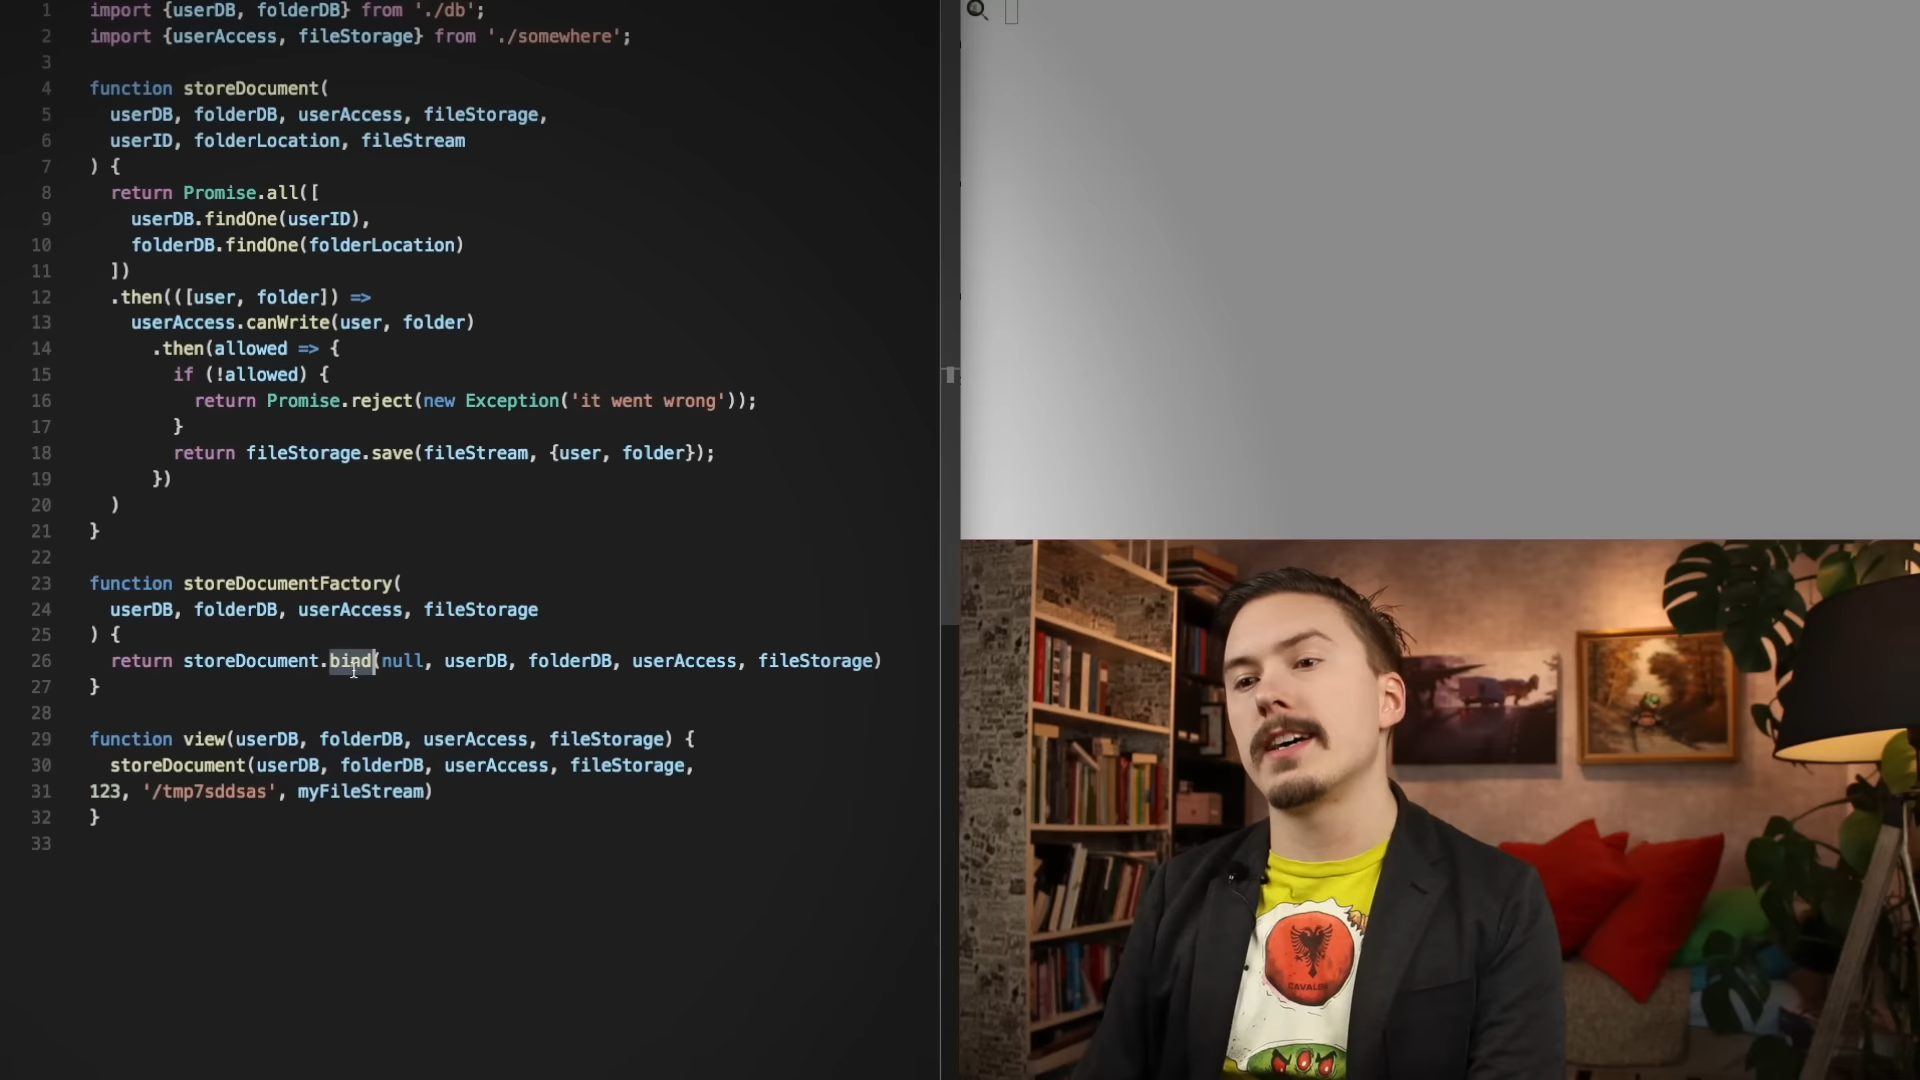 1 import {userDB, folderDB} from './db';
2 import {userAccess, fileStorage} from './somewhere';
3
4 function storeDocument(
5 userDB, folderDB, userAccess, fileStorage,
6 userID, folderLocation, fileStream
7 ) {
8 return Promise.all([
9 userDB.findOne(userID),
10 folderDB.findOne(folderLocation)
11 ])
12 .then(([user, folder]) =>
13 userAccess.canWrite(user, folder)
14 .then(allowed => {
15 if (!allowed) {
16 return Promise.reject(new Exception('it went wrong'));
17 }
18 return fileStorage.save(fileStream, {user, folder});
19 })
20 )
21 }
22
23 function storeDocumentFactory(
24 userDB, folderDB, userAccess, fileStorage
25 ) {
26 return storeDocument.bind(null, userDB, folderDB, userAccess, fileStorage)
27 }
28
29 function view(userDB, folderDB, userAccess, fileStorage) {
30 storeDocument(userDB, folderDB, userAccess, fileStorage,
31 123, '/tmp7sddsas', myFileStream)
32 }
33